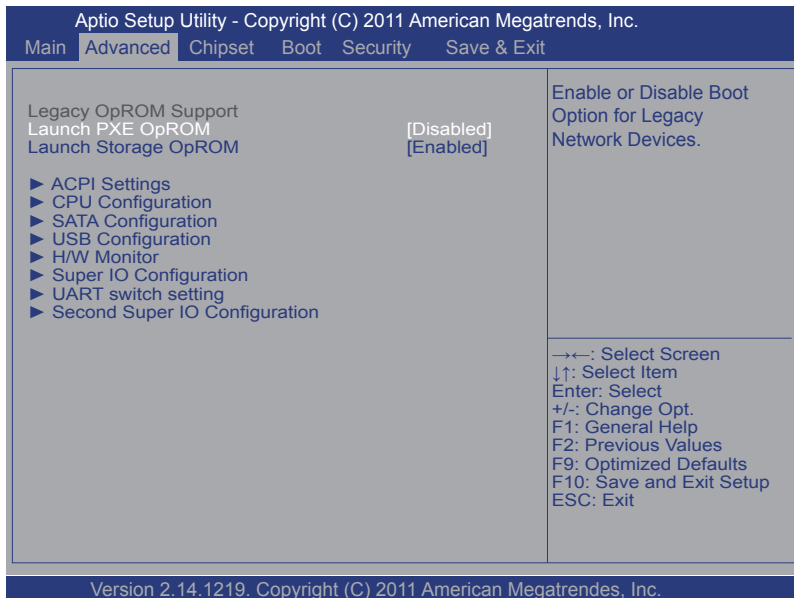 Aptio Setup Utility - Copyright (C) 2011 American Megatrends, Inc.
Main Advanced Chipset Boot Security Save & Exit
Legacy OpROM Support
Launch PXE OpROM [Disabled]
Launch Storage OpROM [Enabled]
► ACPI Settings
► CPU Configuration
► SATA Configuration
► USB Configuration
► H/W Monitor
► Super IO Configuration
► UART switch setting
► Second Super IO Configuration
Enable or Disable Boot
Option for Legacy
Network Devices.
→←: Select Screen
↓↑: Select Item
Enter: Select
+/-: Change Opt.
F1: General Help
F2: Previous Values
F9: Optimized Defaults
F10: Save and Exit Setup
ESC: Exit
Version 2.14.1219. Copyright (C) 2011 American Megatrendes, Inc.